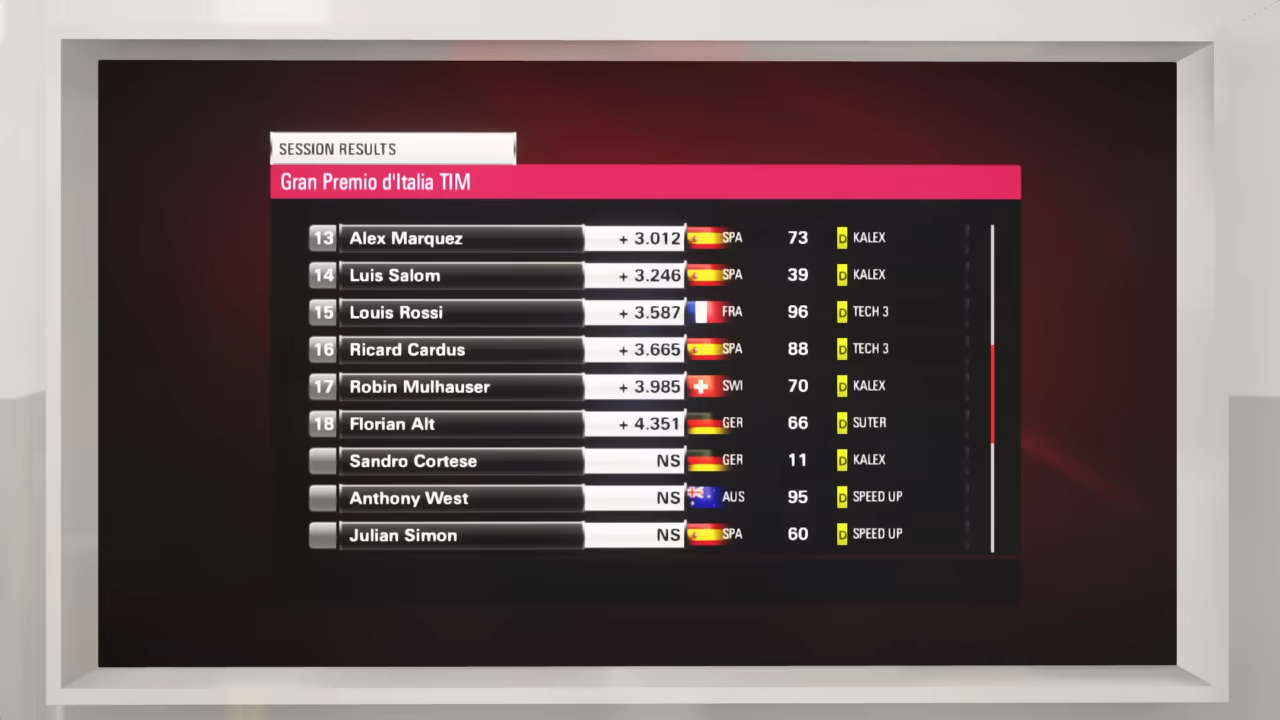 SESSION RESULTS
Gran Premio d'Italia TIM
13 Alex Marquez + 3.012 SPA 73 D KALEX
14 Luis Salom + 3.246 SPA 39 D KALEX
15 Louis Rossi + 3.587 FRA 96 D TECH 3
16 Ricard Cardus + 3.665 SPA 88 D TECH 3
17 Robin Mulhauser + 3.985 SWI 70 D KALEX
18 Florian Alt + 4.351 GER 66 D SUTER
Sandro Cortese NS GER 11 D KALEX
Anthony West NS AUS 95 D SPEED UP
Julian Simon NS SPA 60 D SPEED UP